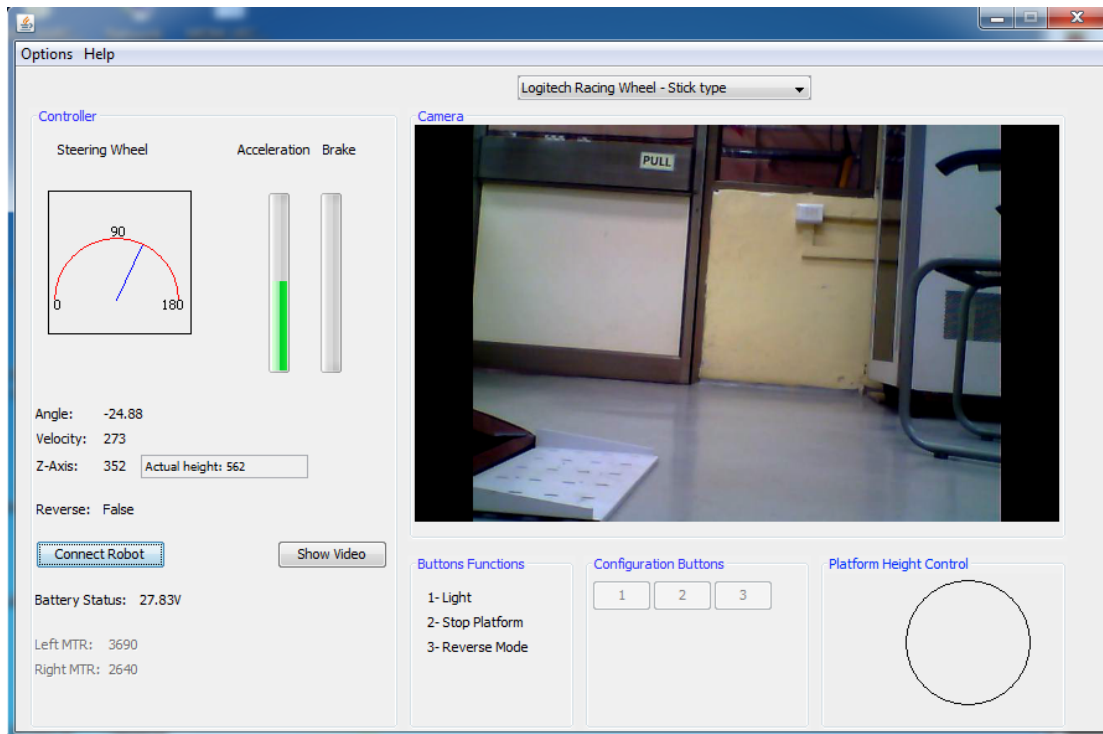 Options Help
Logitech Racing Wheel - Stick type
Controller
Steering Wheel Acceleration Brake
90
0 180
Angle: -24.88
Velocity: 273
Z-Axis: 352 Actual height: 562
Reverse: False
Connect Robot Show Video
Battery Status: 27.83V
Left MTR: 3690
Right MTR: 2640
Camera
PULL
Buttons Functions
1- Light
2- Stop Platform
3- Reverse Mode
Configuration Buttons
1 2 3
Platform Height Control